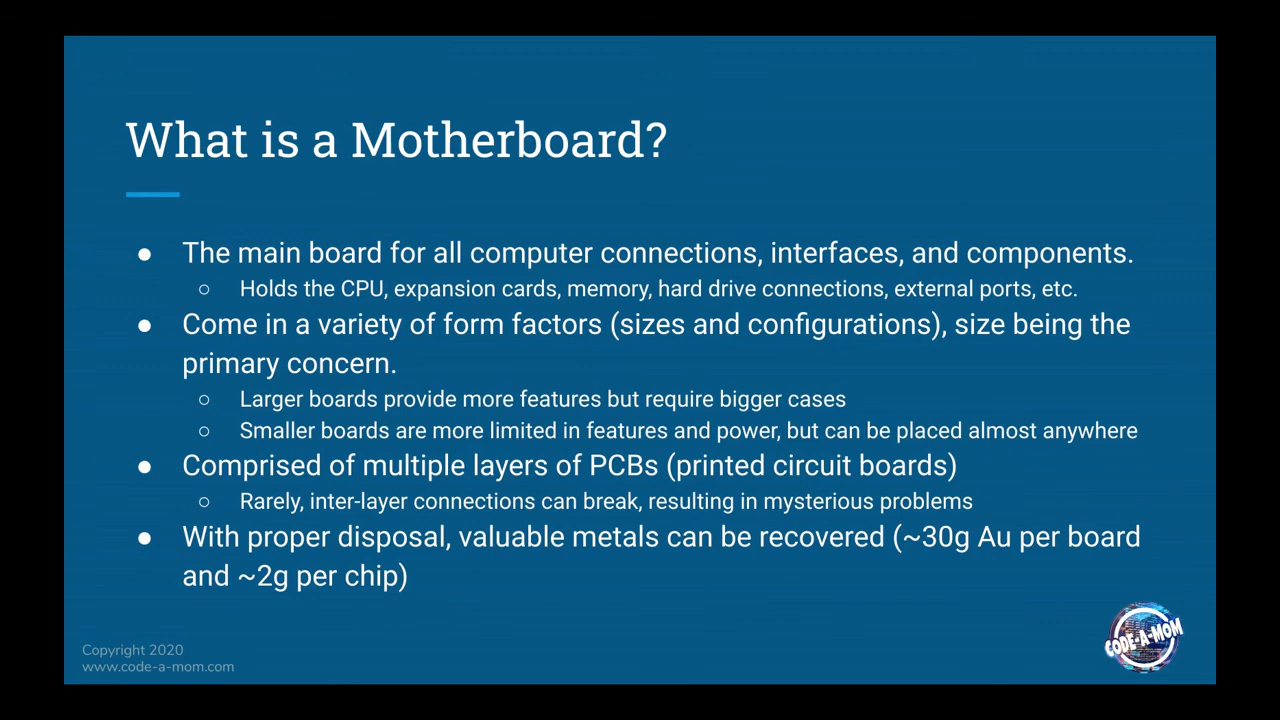 What is a Motherboard?
● The main board for all computer connections, interfaces, and components.
○ Holds the CPU, expansion cards, memory, hard drive connections, external ports, etc.
● Come in a variety of form factors (sizes and configurations), size being the
primary concern.
○ Larger boards provide more features but require bigger cases
○ Smaller boards are more limited in features and power, but can be placed almost anywhere
● Comprised of multiple layers of PCBs (printed circuit boards)
○ Rarely, inter-layer connections can break, resulting in mysterious problems
● With proper disposal, valuable metals can be recovered (~30g Au per board
and ~2g per chip)
Copyright 2020
www.code-a-mom.com
CODE-A-MOM